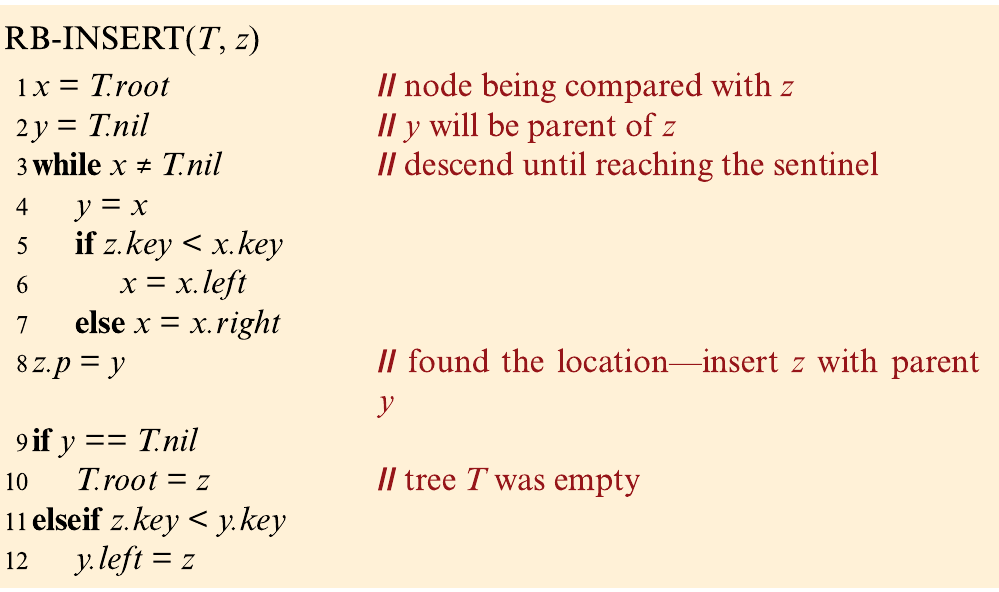 RB-INSERT(T, z)
1 x = T.root // node being compared with z
2 y = T.nil // y will be parent of z
3 while x ≠ T.nil // descend until reaching the sentinel
4 y = x
5 if z.key < x.key
6 x = x.left
7 else x = x.right
8 z.p = y // found the location—insert z with parent
y
9 if y == T.nil
10 T.root = z // tree T was empty
11 elseif z.key < y.key
12 y.left = z